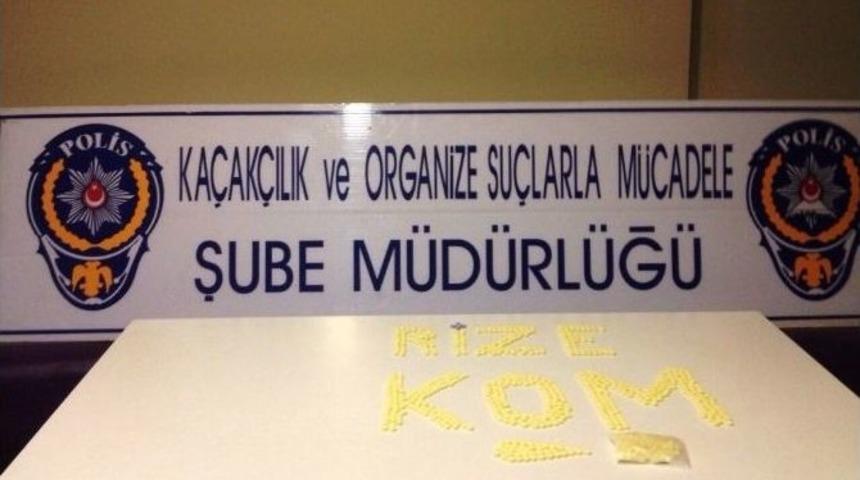 POLİS
KAÇAKÇILIK ve ORGANİZE SUÇLARLA MÜCADELE
POLİS
ŞUBE MÜDÜRLÜĞÜ
RİZE
KOM